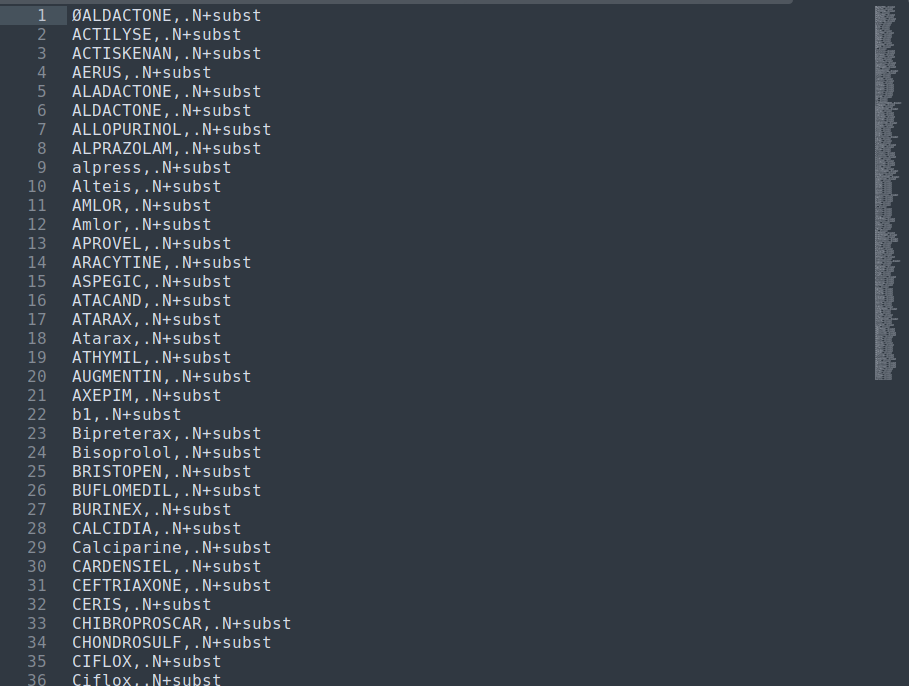 1 ØALDACTONE,.N+subst
2 ACTILYSE,.N+subst
3 ACTISKENAN,.N+subst
4 AERUS,.N+subst
5 ALADACTONE,.N+subst
6 ALDACTONE,.N+subst
7 ALLOPURINOL,.N+subst
8 ALPRAZOLAM,.N+subst
9 alpress,.N+subst
10 Alteis,.N+subst
11 AMLOR,.N+subst
12 Amlor,.N+subst
13 APROVEL,.N+subst
14 ARACYTINE,.N+subst
15 ASPEGIC,.N+subst
16 ATACAND,.N+subst
17 ATARAX,.N+subst
18 Atarax,.N+subst
19 ATHYMIL,.N+subst
20 AUGMENTIN,.N+subst
21 AXEPIM,.N+subst
22 b1,.N+subst
23 Bipreterax,.N+subst
24 Bisoprolol,.N+subst
25 BRISTOPEN,.N+subst
26 BUFLOMEDIL,.N+subst
27 BURINEX,.N+subst
28 CALCIDIA,.N+subst
29 Calciparine,.N+subst
30 CARDENSIEL,.N+subst
31 CEFTRIAXONE,.N+subst
32 CERIS,.N+subst
33 CHIBROPROSCAR,.N+subst
34 CHONDROSULF,.N+subst
35 CIFLOX,.N+subst
36 Ciflox,.N+subst